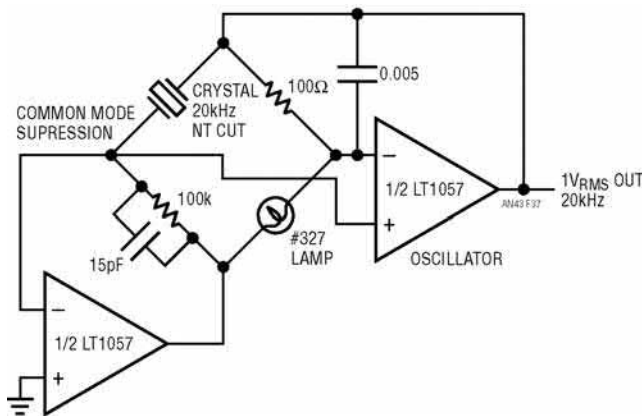 0.005
100Ω
CRYSTAL
20kHz
NT CUT
COMMON MODE
SUPRESSION
–
1/2 LT1057
+
1VRMS OUT
20kHz
AN43 F37
OSCILLATOR
100k
#327
LAMP
15pF
–
1/2 LT1057
+